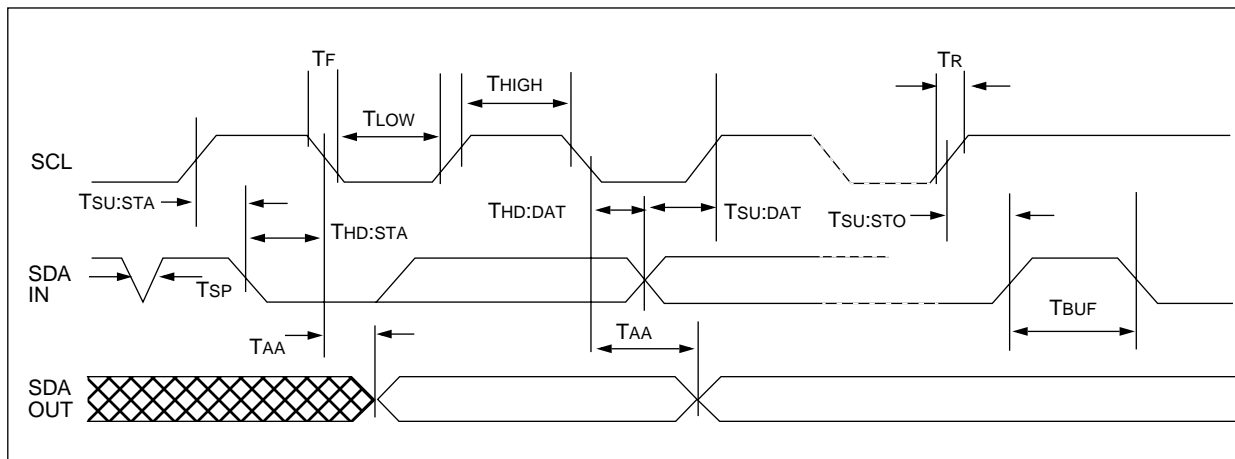 TF
TR
THIGH
TLOW
SCL
TSU:STA
THD:STA
THD:DAT
TSU:DAT
TSU:STO
SDA
IN
TSP
TBUF
TAA
TAA
SDA
OUT